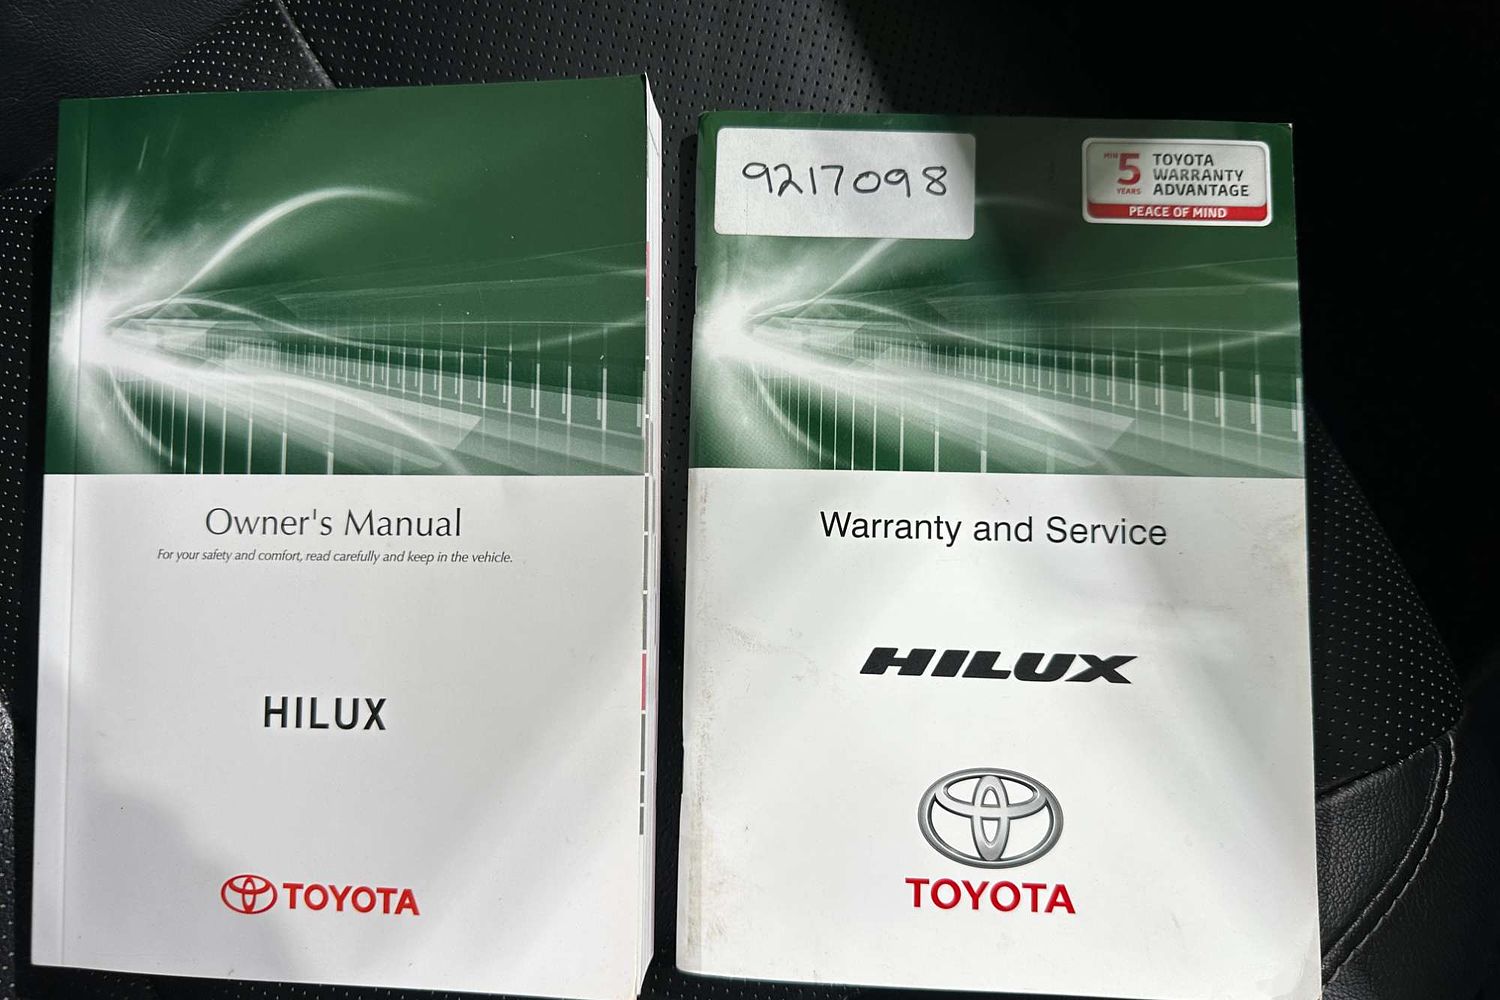 Owner's Manual
For your safety and comfort, read carefully and keep in the vehicle.
HILUX
TOYOTA
9217098
MIN 5 YEARS
TOYOTA
WARRANTY
ADVANTAGE
PEACE OF MIND
Warranty and Service
HILUX
TOYOTA